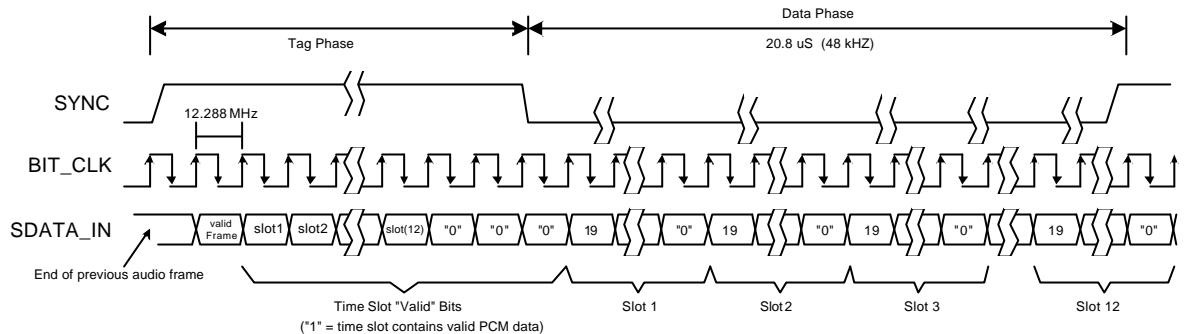 Data Phase
Tag Phase
20.8 uS (48 kHZ)
SYNC
12.288 MHz
BIT_CLK
SDATA_IN
valid Frame slot1 slot2 slot(12) "0" "0" "0" 19 "0" 19 "0" 19 "0" 19 "0"
End of previous audio frame
Time Slot "Valid" Bits
("1" = time slot contains valid PCM data)
Slot 1
Slot2
Slot 3
Slot 12